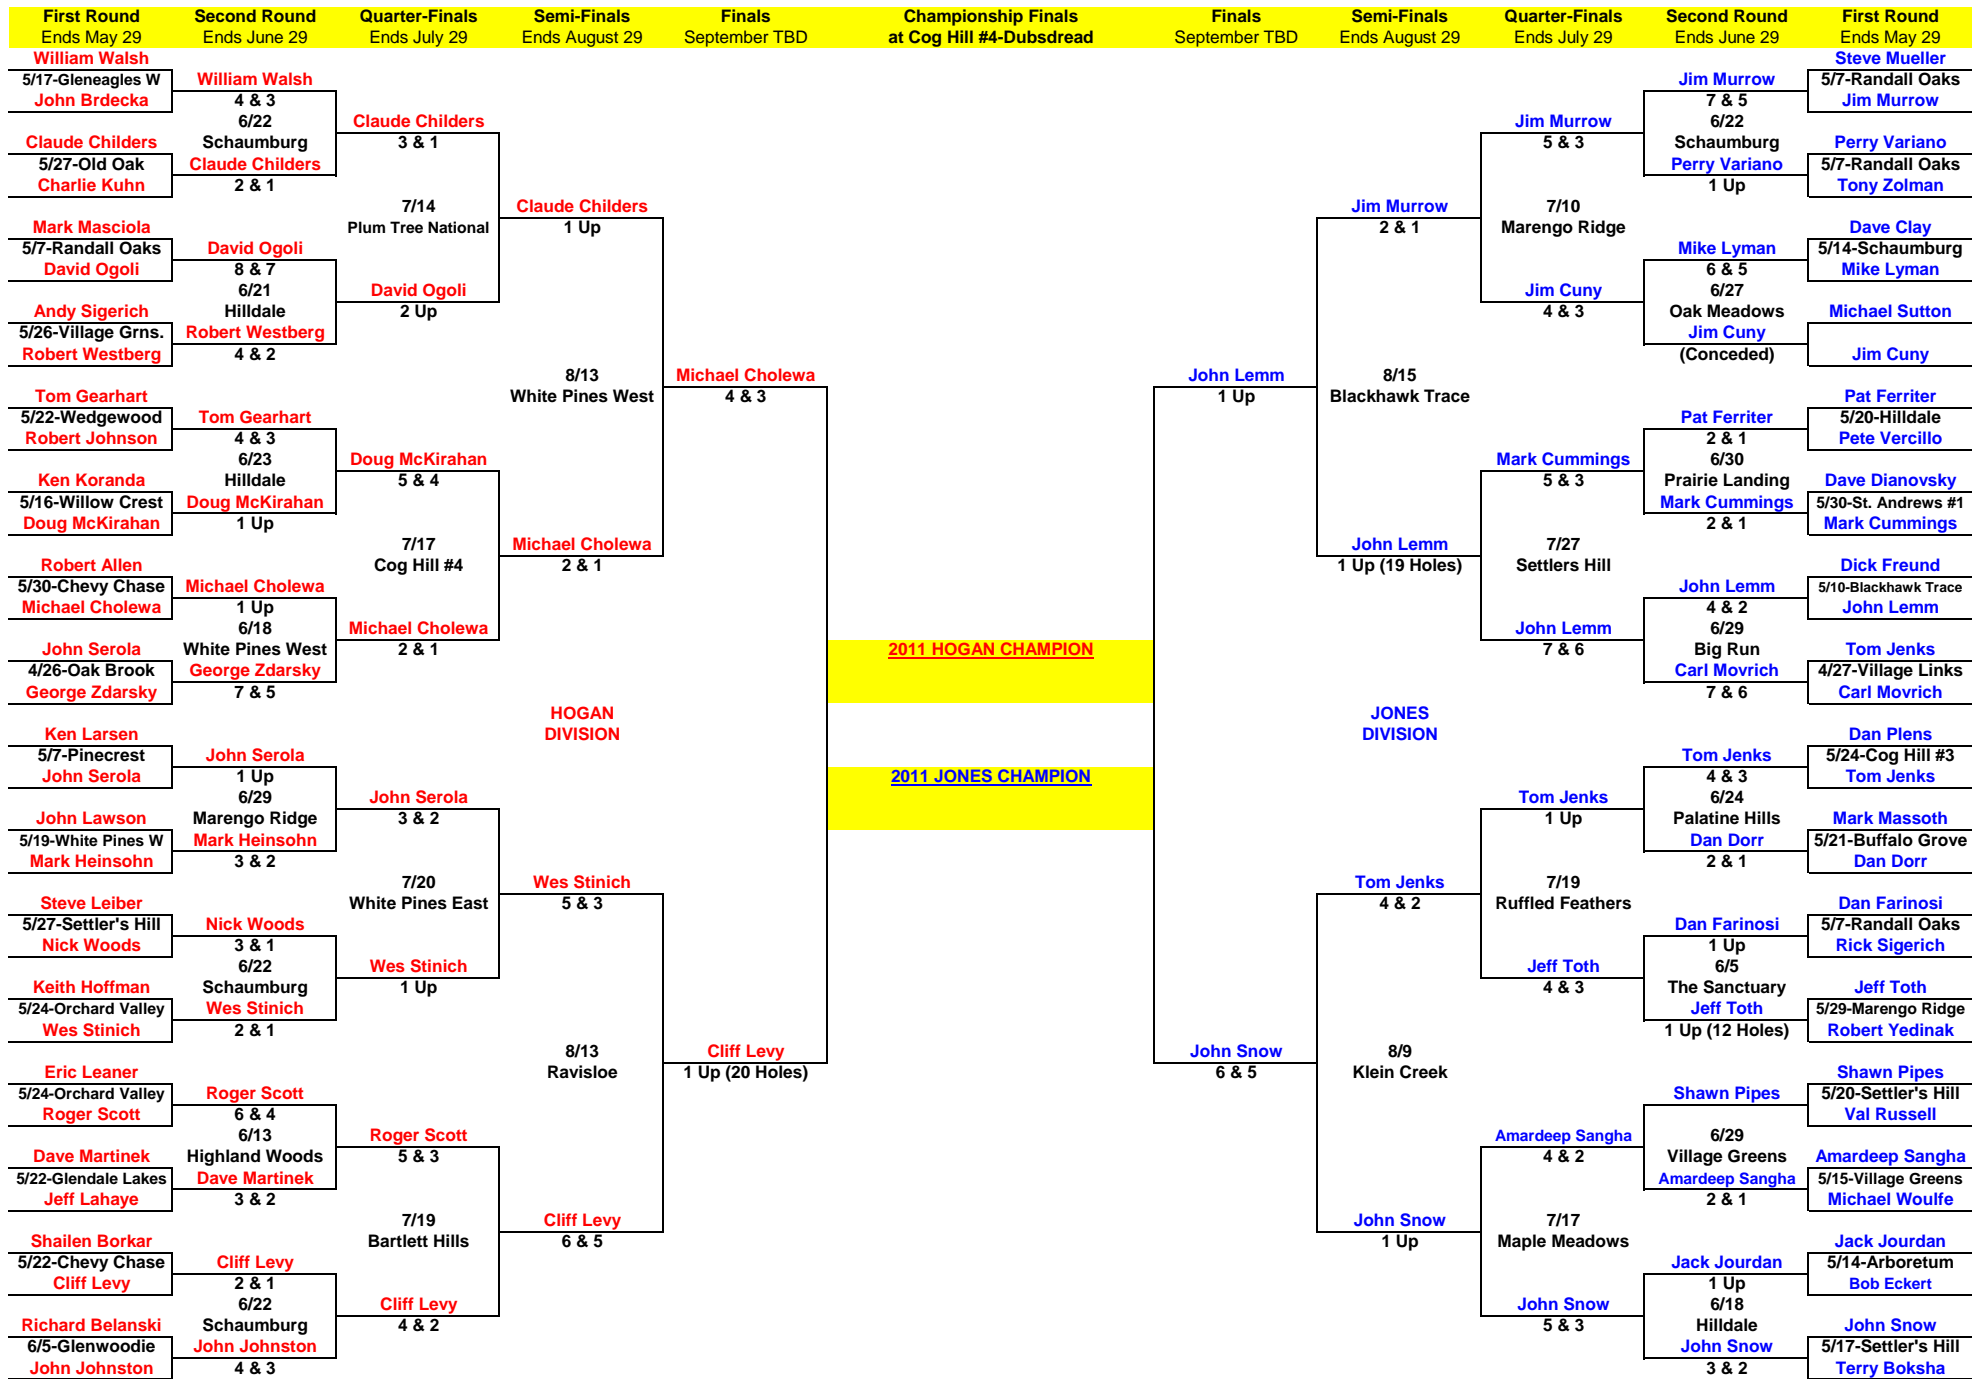 First Round Second Round Quarter-Finals Semi-Finals Finals Championship Finals Finals Semi-Finals Quarter-Finals Second Round First Round
Ends May 29 Ends June 29 Ends July 29 Ends August 29 September TBD at Cog Hill #4-Dubsdread September TBD Ends August 29 Ends July 29 Ends June 29 Ends May 29
William Walsh Steve Mueller
5/17-Gleneagles W William Walsh Jim Murrow 5/7-Randall Oaks
John Brdecka 4 & 3 7 & 5 Jim Murrow
6/22 Claude Childers Jim Murrow 6/22
Claude Childers Schaumburg 3 & 1 5 & 3 Schaumburg Perry Variano
5/27-Old Oak Claude Childers Perry Variano 5/7-Randall Oaks
Charlie Kuhn 2 & 1 1 Up Tony Zolman
7/14 Claude Childers Jim Murrow 7/10
Mark Masciola Plum Tree National 1 Up 2 & 1 Marengo Ridge Dave Clay
5/7-Randall Oaks David Ogoli Mike Lyman 5/14-Schaumburg
David Ogoli 8 & 7 6 & 5 Mike Lyman
6/21 David Ogoli Jim Cuny 6/27
Andy Sigerich Hilldale 2 Up 4 & 3 Oak Meadows Michael Sutton
5/26-Village Grns. Robert Westberg Jim Cuny
Robert Westberg 4 & 2 (Conceded) Jim Cuny
8/13 Michael Cholewa John Lemm 8/15
Tom Gearhart White Pines West 4 & 3 1 Up Blackhawk Trace Pat Ferriter
5/22-Wedgewood Tom Gearhart Pat Ferriter 5/20-Hilldale
Robert Johnson 4 & 3 2 & 1 Pete Vercillo
6/23 Doug McKirahan Mark Cummings 6/30
Ken Koranda Hilldale 5 & 4 5 & 3 Prairie Landing Dave Dianovsky
5/16-Willow Crest Doug McKirahan Mark Cummings 5/30-St. Andrews #1
Doug McKirahan 1 Up 2 & 1 Mark Cummings
7/17 Michael Cholewa John Lemm 7/27
Robert Allen Cog Hill #4 2 & 1 1 Up (19 Holes) Settlers Hill Dick Freund
5/30-Chevy Chase Michael Cholewa John Lemm 5/10-Blackhawk Trace
Michael Cholewa 1 Up 4 & 2 John Lemm
6/18 Michael Cholewa John Lemm 6/29
John Serola White Pines West 2 & 1 2011 HOGAN CHAMPION 7 & 6 Big Run Tom Jenks
4/26-Oak Brook George Zdarsky Carl Movrich 4/27-Village Links
George Zdarsky 7 & 5 7 & 6 Carl Movrich
HOGAN JONES
Ken Larsen DIVISION DIVISION Dan Plens
5/7-Pinecrest John Serola Tom Jenks 5/24-Cog Hill #3
John Serola 1 Up 2011 JONES CHAMPION 4 & 3 Tom Jenks
6/29 John Serola Tom Jenks 6/24
John Lawson Marengo Ridge 3 & 2 1 Up Palatine Hills Mark Massoth
5/19-White Pines W Mark Heinsohn Dan Dorr 5/21-Buffalo Grove
Mark Heinsohn 3 & 2 2 & 1 Dan Dorr
7/20 Wes Stinich Tom Jenks 7/19
Steve Leiber White Pines East 5 & 3 4 & 2 Ruffled Feathers Dan Farinosi
5/27-Settler's Hill Nick Woods Dan Farinosi 5/7-Randall Oaks
Nick Woods 3 & 1 1 Up Rick Sigerich
6/22 Wes Stinich Jeff Toth 6/5
Keith Hoffman Schaumburg 1 Up 4 & 3 The Sanctuary Jeff Toth
5/24-Orchard Valley Wes Stinich Jeff Toth 5/29-Marengo Ridge
Wes Stinich 2 & 1 1 Up (12 Holes) Robert Yedinak
8/13 Cliff Levy John Snow 8/9
Eric Leaner Ravisloe 1 Up (20 Holes) 6 & 5 Klein Creek Shawn Pipes
5/24-Orchard Valley Roger Scott Shawn Pipes 5/20-Settler's Hill
Roger Scott 6 & 4 Val Russell
6/13 Roger Scott Amardeep Sangha 6/29
Dave Martinek Highland Woods 5 & 3 4 & 2 Village Greens Amardeep Sangha
5/22-Glendale Lakes Dave Martinek Amardeep Sangha 5/15-Village Greens
Jeff Lahaye 3 & 2 2 & 1 Michael Woulfe
7/19 Cliff Levy John Snow 7/17
Shailen Borkar Bartlett Hills 6 & 5 1 Up Maple Meadows Jack Jourdan
5/22-Chevy Chase Cliff Levy Jack Jourdan 5/14-Arboretum
Cliff Levy 2 & 1 1 Up Bob Eckert
6/22 Cliff Levy John Snow 6/18
Richard Belanski Schaumburg 4 & 2 5 & 3 Hilldale John Snow
6/5-Glenwoodie John Johnston John Snow 5/17-Settler's Hill
John Johnston 4 & 3 3 & 2 Terry Boksha